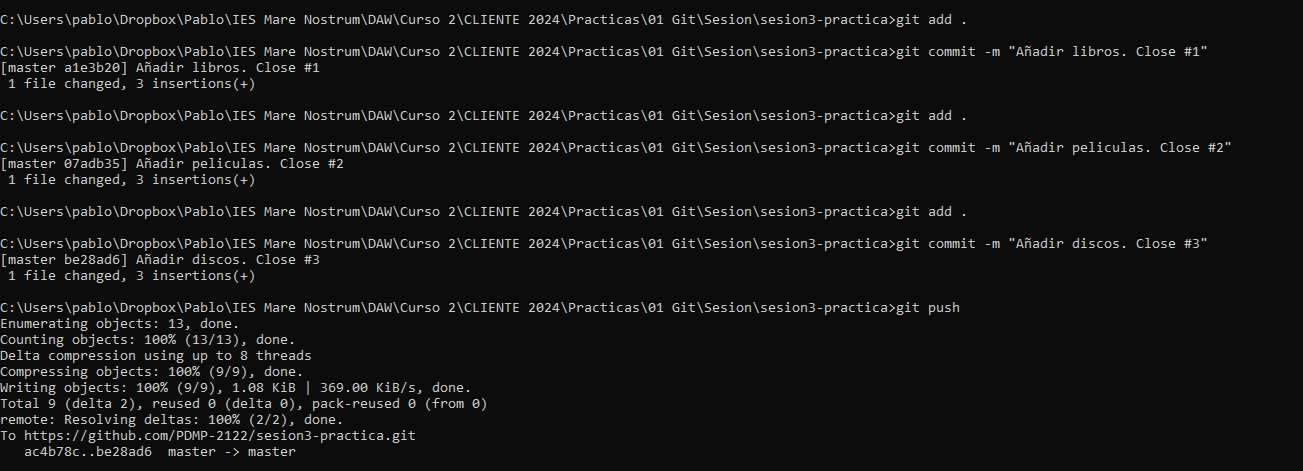 C:\Users\pablo\Dropbox\Pablo\IES Mare Nostrum\DAW\Curso 2\CLIENTE 2024\Practicas\01 Git\Sesion\sesion3-practica>git add .
C:\Users\pablo\Dropbox\Pablo\IES Mare Nostrum\DAW\Curso 2\CLIENTE 2024\Practicas\01 Git\Sesion\sesion3-practica>git commit -m "Añadir libros. Close #1"
[master a1e3b20] Añadir libros. Close #1
 1 file changed, 3 insertions(+)
C:\Users\pablo\Dropbox\Pablo\IES Mare Nostrum\DAW\Curso 2\CLIENTE 2024\Practicas\01 Git\Sesion\sesion3-practica>git add .
C:\Users\pablo\Dropbox\Pablo\IES Mare Nostrum\DAW\Curso 2\CLIENTE 2024\Practicas\01 Git\Sesion\sesion3-practica>git commit -m "Añadir peliculas. Close #2"
[master 07adb35] Añadir peliculas. Close #2
 1 file changed, 3 insertions(+)
C:\Users\pablo\Dropbox\Pablo\IES Mare Nostrum\DAW\Curso 2\CLIENTE 2024\Practicas\01 Git\Sesion\sesion3-practica>git add .
C:\Users\pablo\Dropbox\Pablo\IES Mare Nostrum\DAW\Curso 2\CLIENTE 2024\Practicas\01 Git\Sesion\sesion3-practica>git commit -m "Añadir discos. Close #3"
[master be28ad6] Añadir discos. Close #3
 1 file changed, 3 insertions(+)
C:\Users\pablo\Dropbox\Pablo\IES Mare Nostrum\DAW\Curso 2\CLIENTE 2024\Practicas\01 Git\Sesion\sesion3-practica>git push
Enumerating objects: 13, done.
Counting objects: 100% (13/13), done.
Delta compression using up to 8 threads
Compressing objects: 100% (9/9), done.
Writing objects: 100% (9/9), 1.08 KiB | 369.00 KiB/s, done.
Total 9 (delta 2), reused 0 (delta 0), pack-reused 0 (from 0)
remote: Resolving deltas: 100% (2/2), done.
To https://github.com/PDMP-2122/sesion3-practica.git
   ac4b78c..be28ad6  master -> master